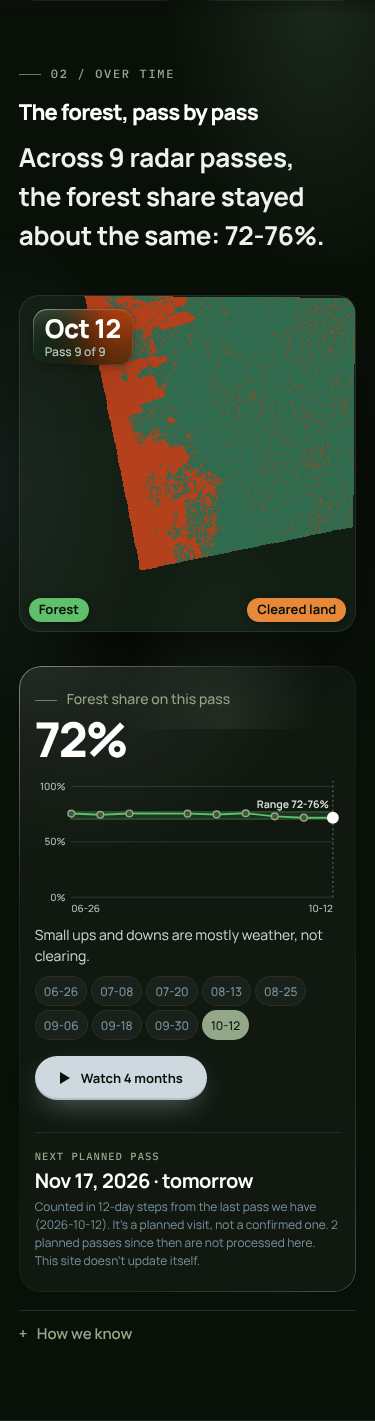 02 / OVER TIME
The forest, pass by pass
Across 9 radar passes,
the forest share stayed
about the same: 72-76%.
Oct 12
Pass 9 of 9
Forest
Cleared land
Forest share on this pass
72%
100%
Range 72-76%
50%
0%
06-26
10-12
Small ups and downs are mostly weather, not
clearing.
06-26 07-08 07-20 08-13 08-25
09-06 09-18 09-30 10-12
Watch 4 months
NEXT PLANNED PASS
Nov 17, 2026 · tomorrow
Counted in 12-day steps from the last pass we have
(2026-10-12). It's a planned visit, not a confirmed one. 2
planned passes since then are not processed here.
This site doesn't update itself.
+ How we know